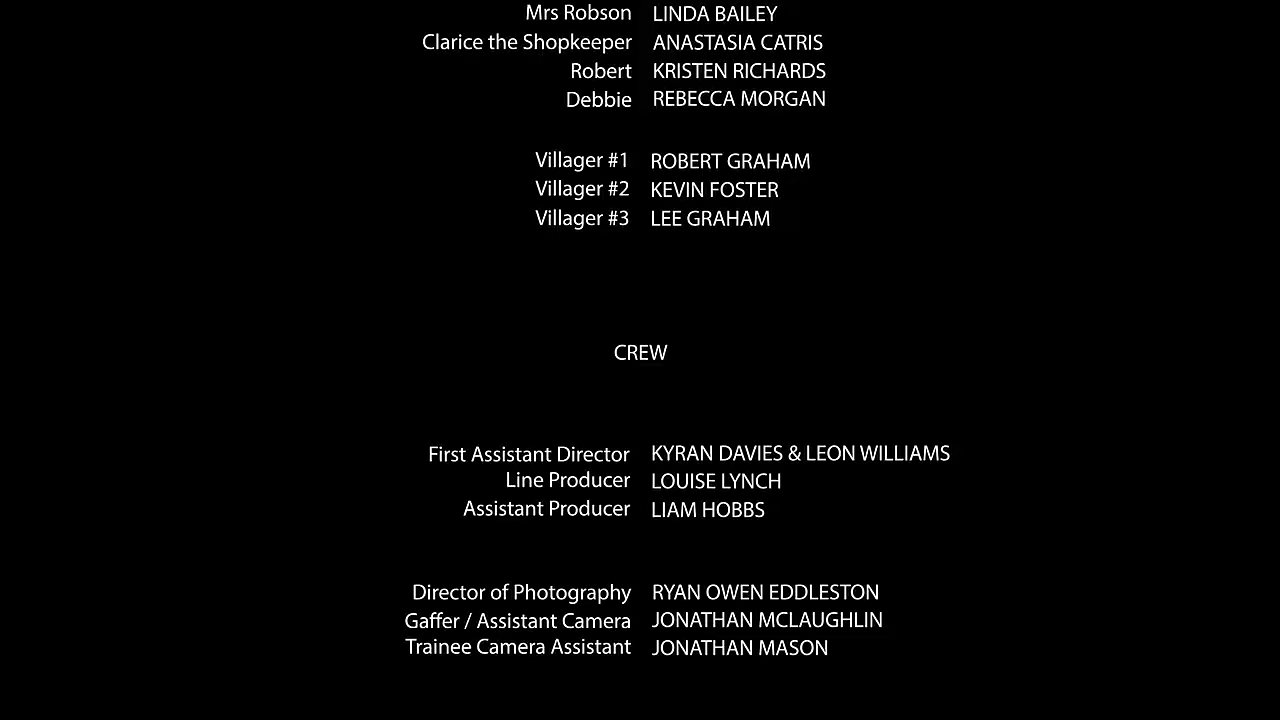 Mrs Robson LINDA BAILEY
Clarice the Shopkeeper ANASTASIA CATRIS
Robert KRISTEN RICHARDS
Debbie REBECCA MORGAN
Villager #1 ROBERT GRAHAM
Villager #2 KEVIN FOSTER
Villager #3 LEE GRAHAM
CREW
First Assistant Director KYRAN DAVIES & LEON WILLIAMS
Line Producer LOUISE LYNCH
Assistant Producer LIAM HOBBS
Director of Photography RYAN OWEN EDDLESTON
Gaffer / Assistant Camera JONATHAN MCLAUGHLIN
Trainee Camera Assistant JONATHAN MASON